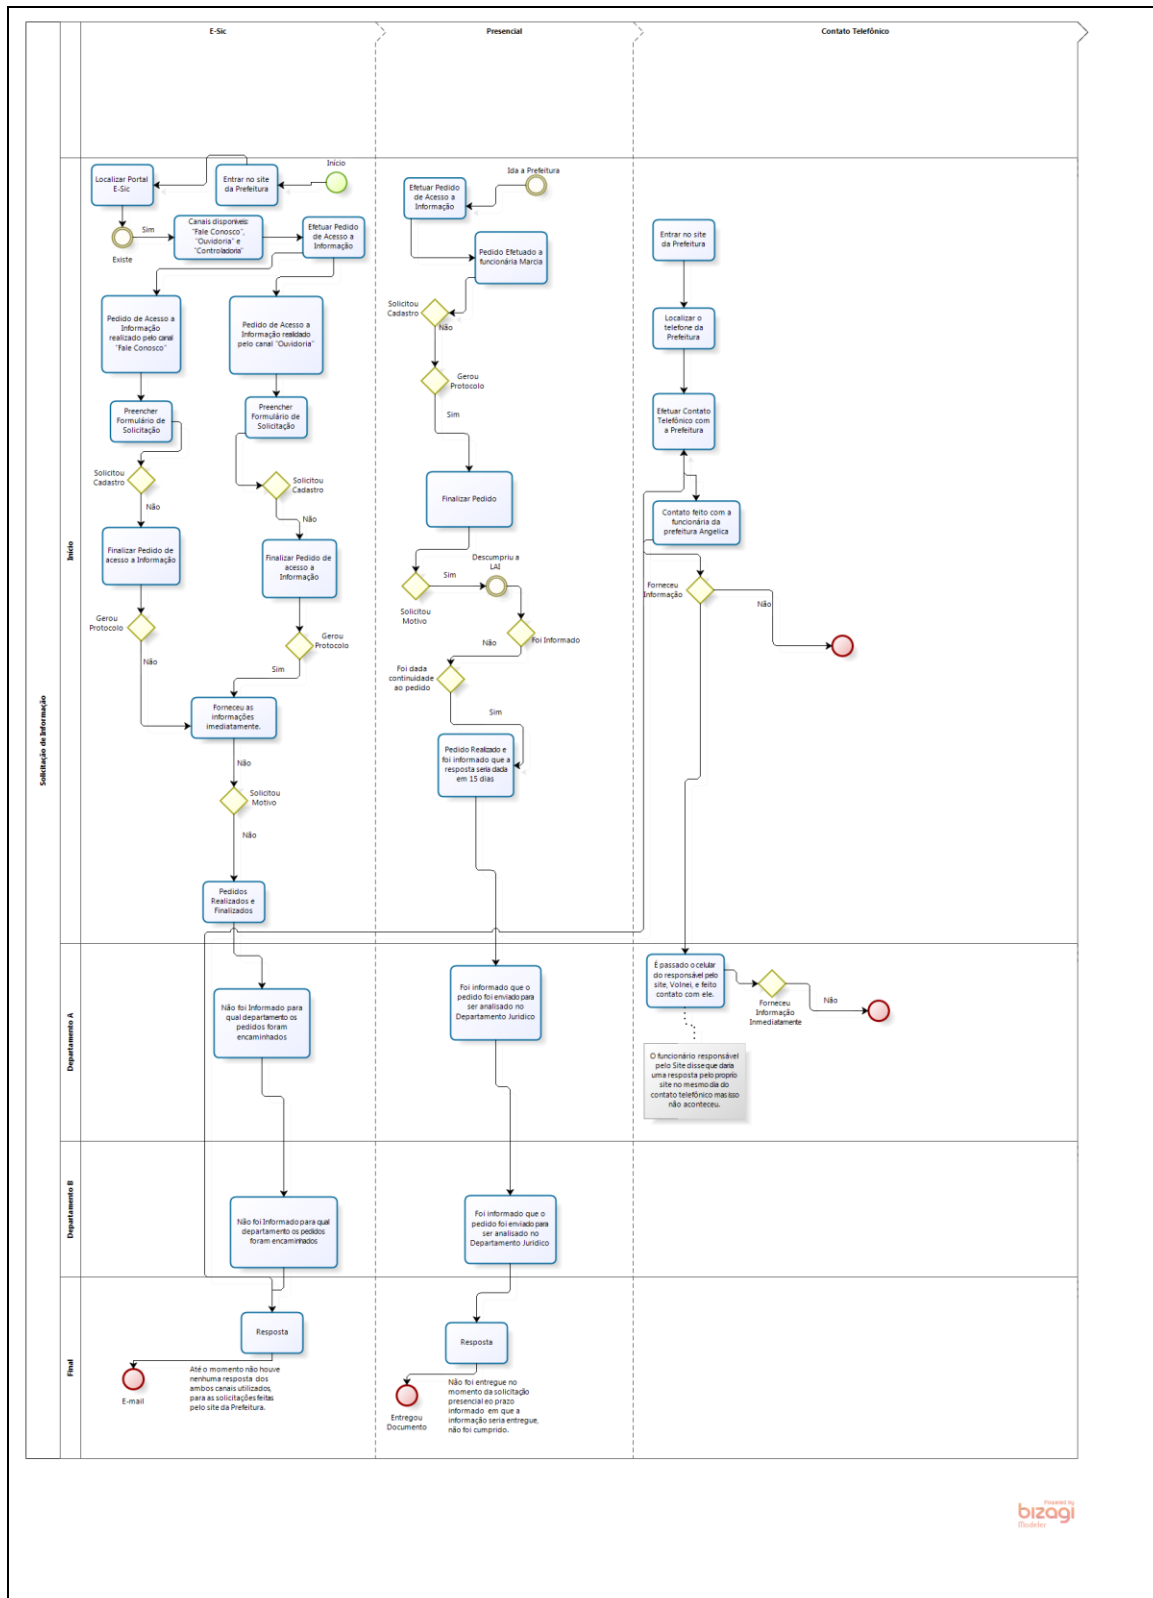 E-Sic
Presencial
Contato Telefônico
Solicitação de Informação
Início
Início
Entrar no site
da Prefeitura
Localizar Portal
E-Sic
Existe
Sim
Canais disponíveis:
"Fale Conosco",
"Ouvidoria" e
"Controladoria"
Efetuar Pedido
de Acesso a
Informação
Pedido de Acesso a
Informação
realizado pelo canal
"Fale Conosco"
Pedido de Acesso a
Informação realidado
pelo canal "Ouvidoria"
Preencher
Formulário de
Solicitação
Preencher
Formulário de
Solicitação
Solicitou
Cadastro
Não
Solicitou
Cadastro
Não
Finalizar Pedido de
acesso a Informação
Finalizar Pedido de
acesso a
Informação
Gerou
Protocolo
Não
Gerou
Protocolo
Sim
Forneceu as
informações
imediatamente.
Não
Solicitou
Motivo
Não
Pedidos
Realizados e
Finalizados
Ida a Prefeitura
Efetuar Pedido
de Acesso a
Informação
Pedido Efetuado a
funcionária Marcia
Solicitou
Cadastro
Não
Gerou
Protocolo
Sim
Finalizar Pedido
Solicitou
Motivo
Sim
Descumpriu a
LAI
Foi Informado
Não
Foi dada
continuidade
ao pedido
Sim
Pedido Realizado e
foi informado que a
resposta seria dada
em 15 dias
Entrar no site
da Prefeitura
Localizar o
telefone da
Prefeitura
Efetuar Contato
Telefônico com
a Prefeitura
Contato feito com a
funcionária da
prefeitura Angelica
Forneceu
Informação
Não
Departamento A
Não foi Informado para
qual departamento os
pedidos foram
encaminhados
Foi informado que o
pedido foi enviado para
ser analisado no
Departamento Juridico
É passado o celular
do responsável pelo
site, Volnei, e feito
contato com ele.
Forneceu
Informação
Inmediatamente
Não
O funcionário responsável
pelo Site disse que daria
uma resposta pelo proprio
site no mesmo dia do
contato telefônico mas isso
não aconteceu.
Departamento B
Não foi Informado para qual
departamento os pedidos
foram encaminhados
Foi informado que o
pedido foi enviado para
ser analisado no
Departamento Juridico
Final
Resposta
E-mail
Até o momento não houve
nenhuma resposta dos
ambos canais utilizados,
para as solicitações feitas
pelo site da Prefeitura.
Resposta
Entregou
Documento
Não foi entregue no
momento da solicitação
presencial e o prazo
informado em que a
informação seria entregue,
não foi cumprido.
Powered by
bizagi
Modeler